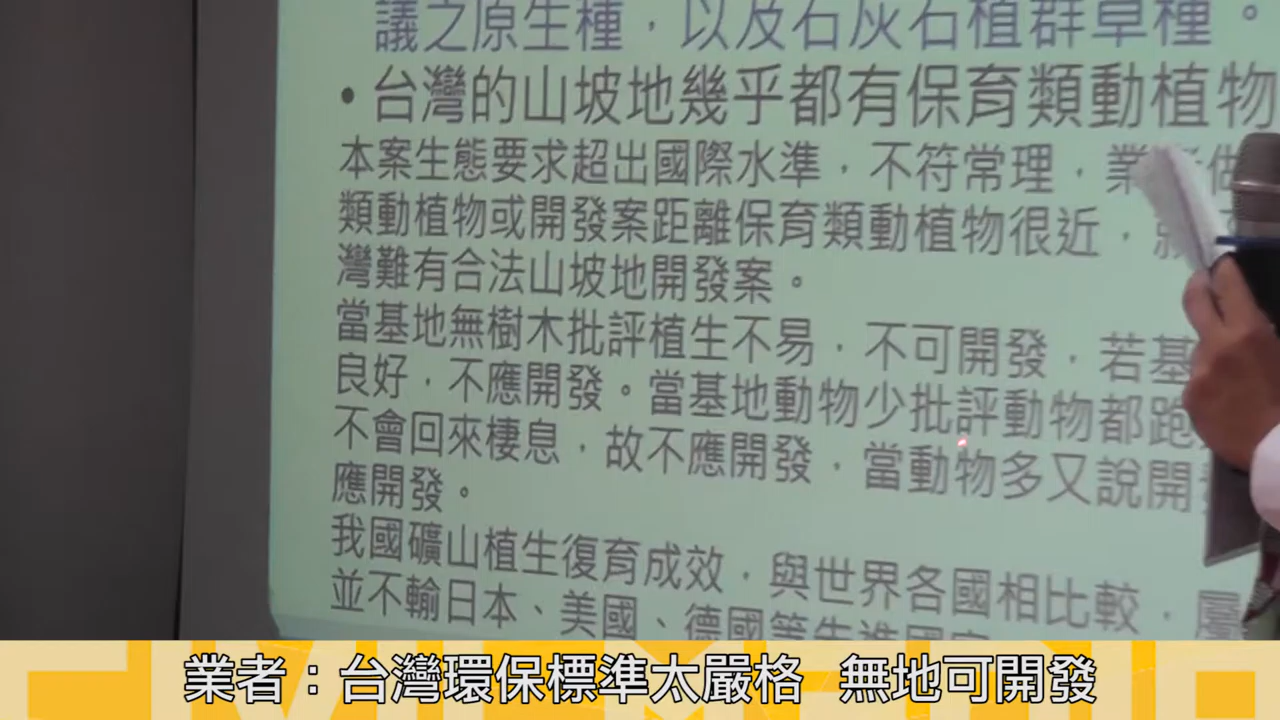 議之原生種，以及石灰石植群草種。
•台灣的山坡地幾乎都有保育類動植物
本案生態要求超出國際水準，不符常理，業
類動植物或開發案距離保育類動植物很近，
灣難有合法山坡地開發案。
當基地無樹木批評植生不易，不可開發，若基
良好，不應開發。當基地動物少批評動物都跑
不會回來棲息，故不應開發，當動物多又說開
應開發。
我國礦山植生復育成效，與世界各國相比較，
並不輸日本、美國、德國等先進國家
業者：台灣環保標準太嚴格 無地可開發